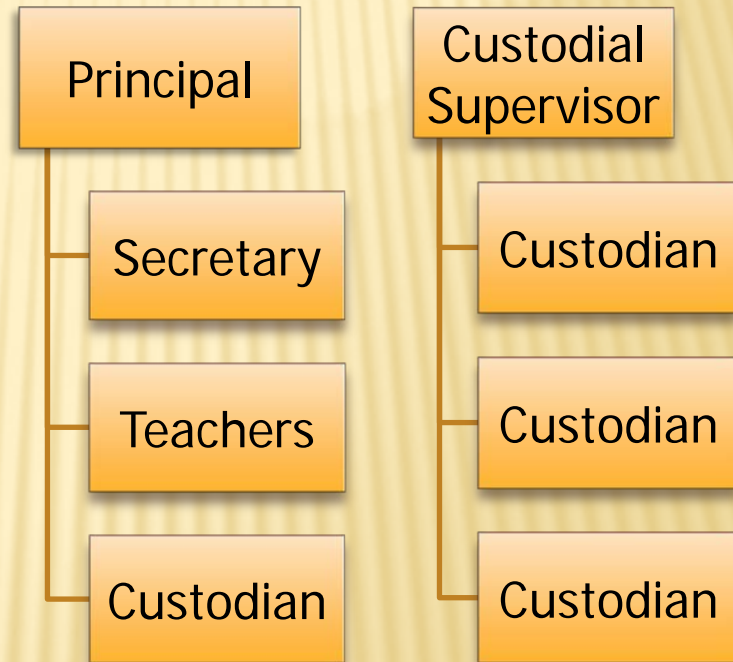 Principal
Secretary
Teachers
Custodian
Custodial
Supervisor
Custodian
Custodian
Custodian